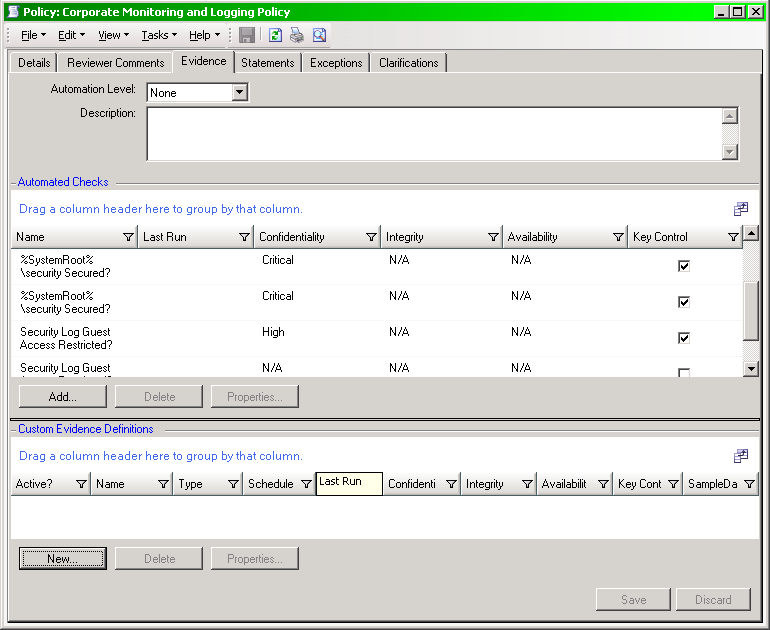 Policy: Corporate Monitoring and Logging Policy
File Edit View Tasks Help
Details Reviewer Comments Evidence Statements Exceptions Clarifications
Automation Level: None
Description:
Automated Checks
Drag a column header here to group by that column.
Name Last Run Confidentiality Integrity Availability Key Control
%SystemRoot% Critical N/A N/A
\security Secured?
%SystemRoot% Critical N/A N/A
\security Secured?
Security Log Guest High N/A N/A
Access Restricted?
Security Log Guest N/A N/A N/A
Add... Delete Properties...
Custom Evidence Definitions
Drag a column header here to group by that column.
Active? Name Type Schedule Last Run Confidenti Integrity Availabilit Key Cont SampleDa
New... Delete Properties...
Save Discard